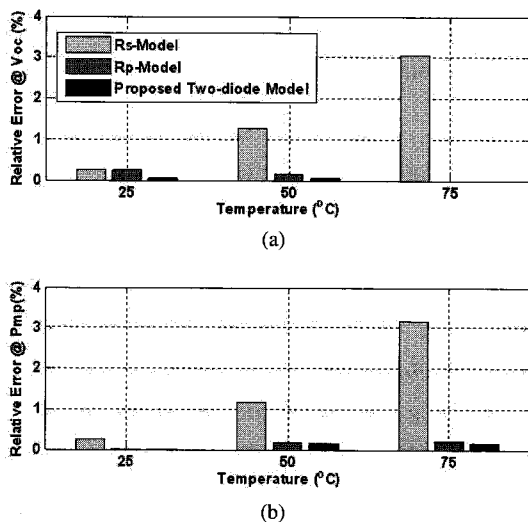 Relative Error @ Voc (%)
4
3
2
1
0
Rs-Model
Rp-Model
Proposed Two-diode Model
25
50
75
Temperature (°C)
(a)
Relative Error @ Pmp(%)
4
3
2
1
0
25
50
75
Temperature (°C)
(b)